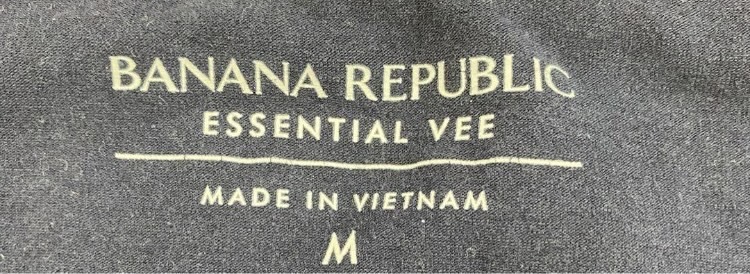 BANANA REPUBLIC
ESSENTIAL VEE
MADE IN VIETNAM
M